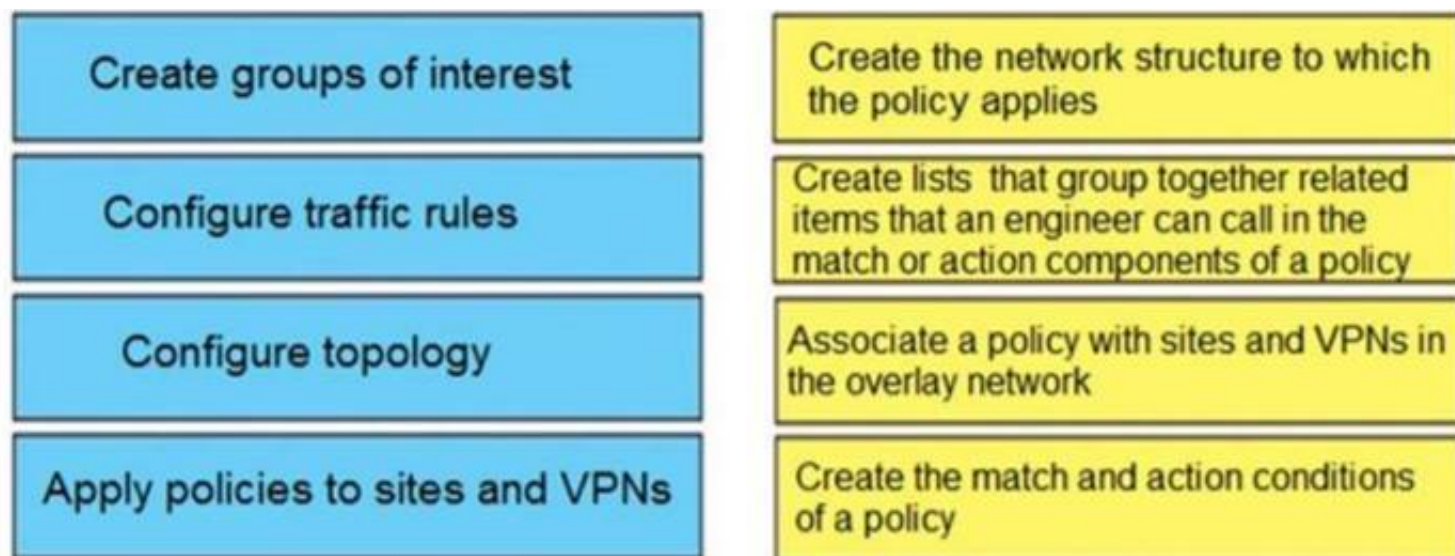 Create groups of interest
Create the network structure to which
the policy applies
Configure traffic rules
Create lists that group together related
items that an engineer can call in the
match or action components of a policy
Configure topology
Associate a policy with sites and VPNs in
the overlay network
Apply policies to sites and VPNs
Create the match and action conditions
of a policy